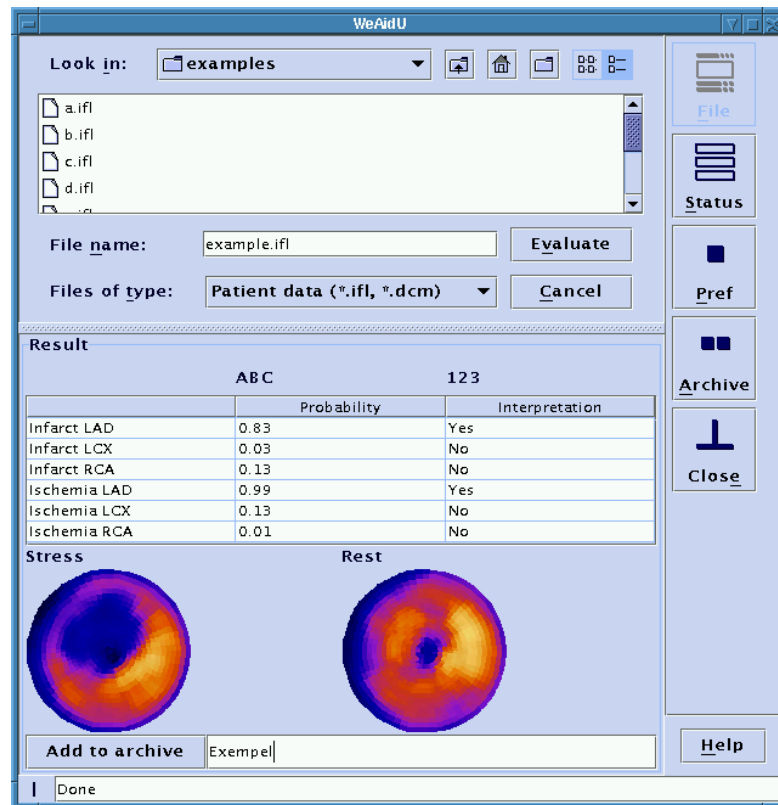 WeAidU
Look in: examples
a.ifl
b.ifl
c.ifl
d.ifl
File name: example.ifl Evaluate
Files of type: Patient data (*.ifl, *.dcm) Cancel
File
Status
Pref
Archive
Close
Result
ABC 123
Probability Interpretation
Infarct LAD 0.83 Yes
Infarct LCX 0.03 No
Infarct RCA 0.13 No
Ischemia LAD 0.99 Yes
Ischemia LCX 0.13 No
Ischemia RCA 0.01 No
Stress Rest
Add to archive Exempel
Help
Done